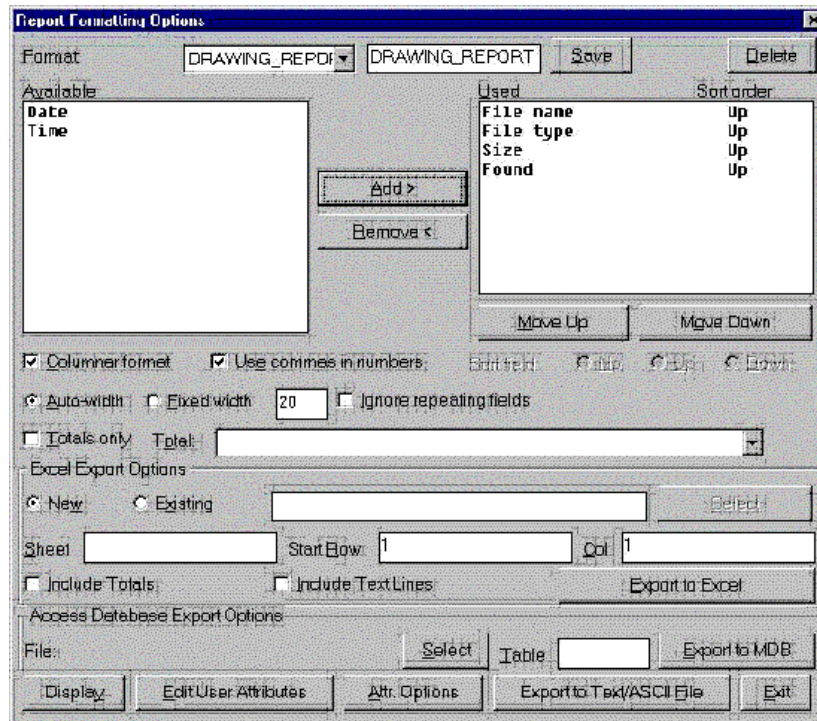 Report Formatting Options
Format DRAWING_REPO DRAWING_REPORT Save Delete
Available Used Sort order
Date File name Up
Time File type Up
Size Up
Found Up
Add >
Remove <
Move Up Move Down
Columner format Use commes in numbers Sort field: No Up Down
Auto-width Fixed width 20 Ignore repeating fields
Totals only Total:
Excel Export Options
New Existing Select
Sheet Start Row: 1 Col: 1
Include Totals Include Text Lines Export to Excel
Access Database Export Options
File: Select Table Export to MDB
Display Edit User Attributes Attr. Options Export to Text/ASCII File Exit